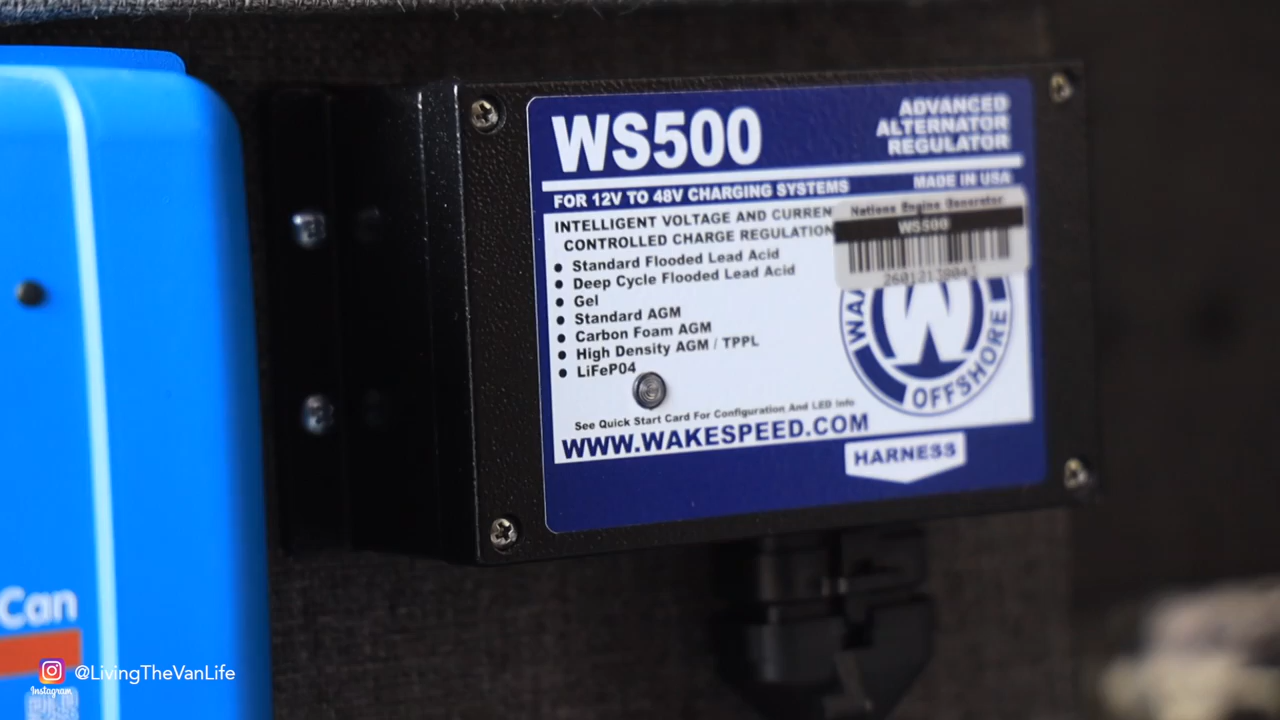 WS500
ADVANCED
ALTERNATOR
REGULATOR
FOR 12V TO 48V CHARGING SYSTEMS
MADE IN USA
INTELLIGENT VOLTAGE AND CURREN
CONTROLLED CHARGE REGULATION
• Standard Flooded Lead Acid
• Deep Cycle Flooded Lead Acid
• Gel
• Standard AGM
• Carbon Foam AGM
• High Density AGM / TPPL
• LiFeP04
Nations Engine Generator
WS500
WAK
W
OFFSHORE
See Quick Start Card For Configuration And LED Info
WWW.WAKESPEED.COM
HARNESS
Can
@LivingTheVanLife
Instagram